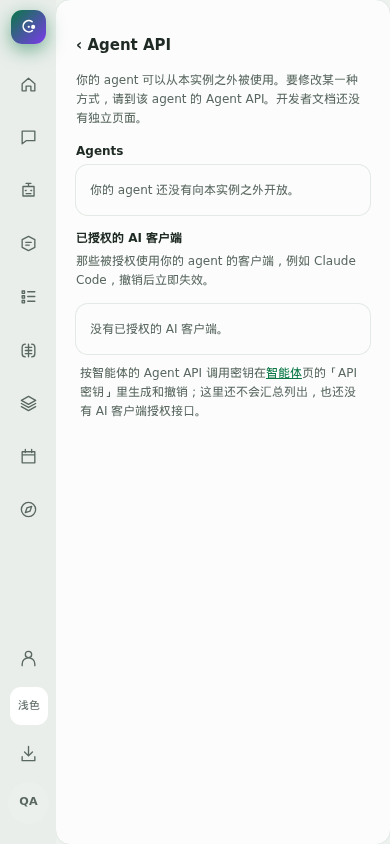 ‹ Agent API
你的 agent 可以从本实例之外被使用。要修改某一种
方式，请到该 agent 的 Agent API。开发者文档还没
有独立页面。
Agents
你的 agent 还没有向本实例之外开放。
已授权的 AI 客户端
那些被授权使用你的 agent 的客户端，例如 Claude
Code，撤销后立即失效。
没有已授权的 AI 客户端。
按智能体的 Agent API 调用密钥在智能体页的「API
密钥」里生成和撤销；这里还不会汇总列出，也还没
有 AI 客户端授权接口。
浅色
QA